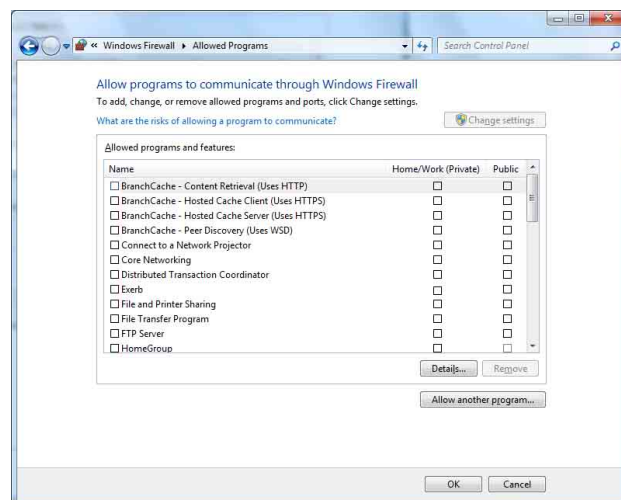 « Windows Firewall ▸ Allowed Programs
Search Control Panel
Allow programs to communicate through Windows Firewall
To add, change, or remove allowed programs and ports, click Change settings.
What are the risks of allowing a program to communicate?
Change settings
Allowed programs and features:
Name Home/Work (Private) Public
BranchCache - Content Retrieval (Uses HTTP)
BranchCache - Hosted Cache Client (Uses HTTPS)
BranchCache - Hosted Cache Server (Uses HTTPS)
BranchCache - Peer Discovery (Uses WSD)
Connect to a Network Projector
Core Networking
Distributed Transaction Coordinator
Exerb
File and Printer Sharing
File Transfer Program
FTP Server
HomeGroup
Details... Remove
Allow another program...
OK Cancel